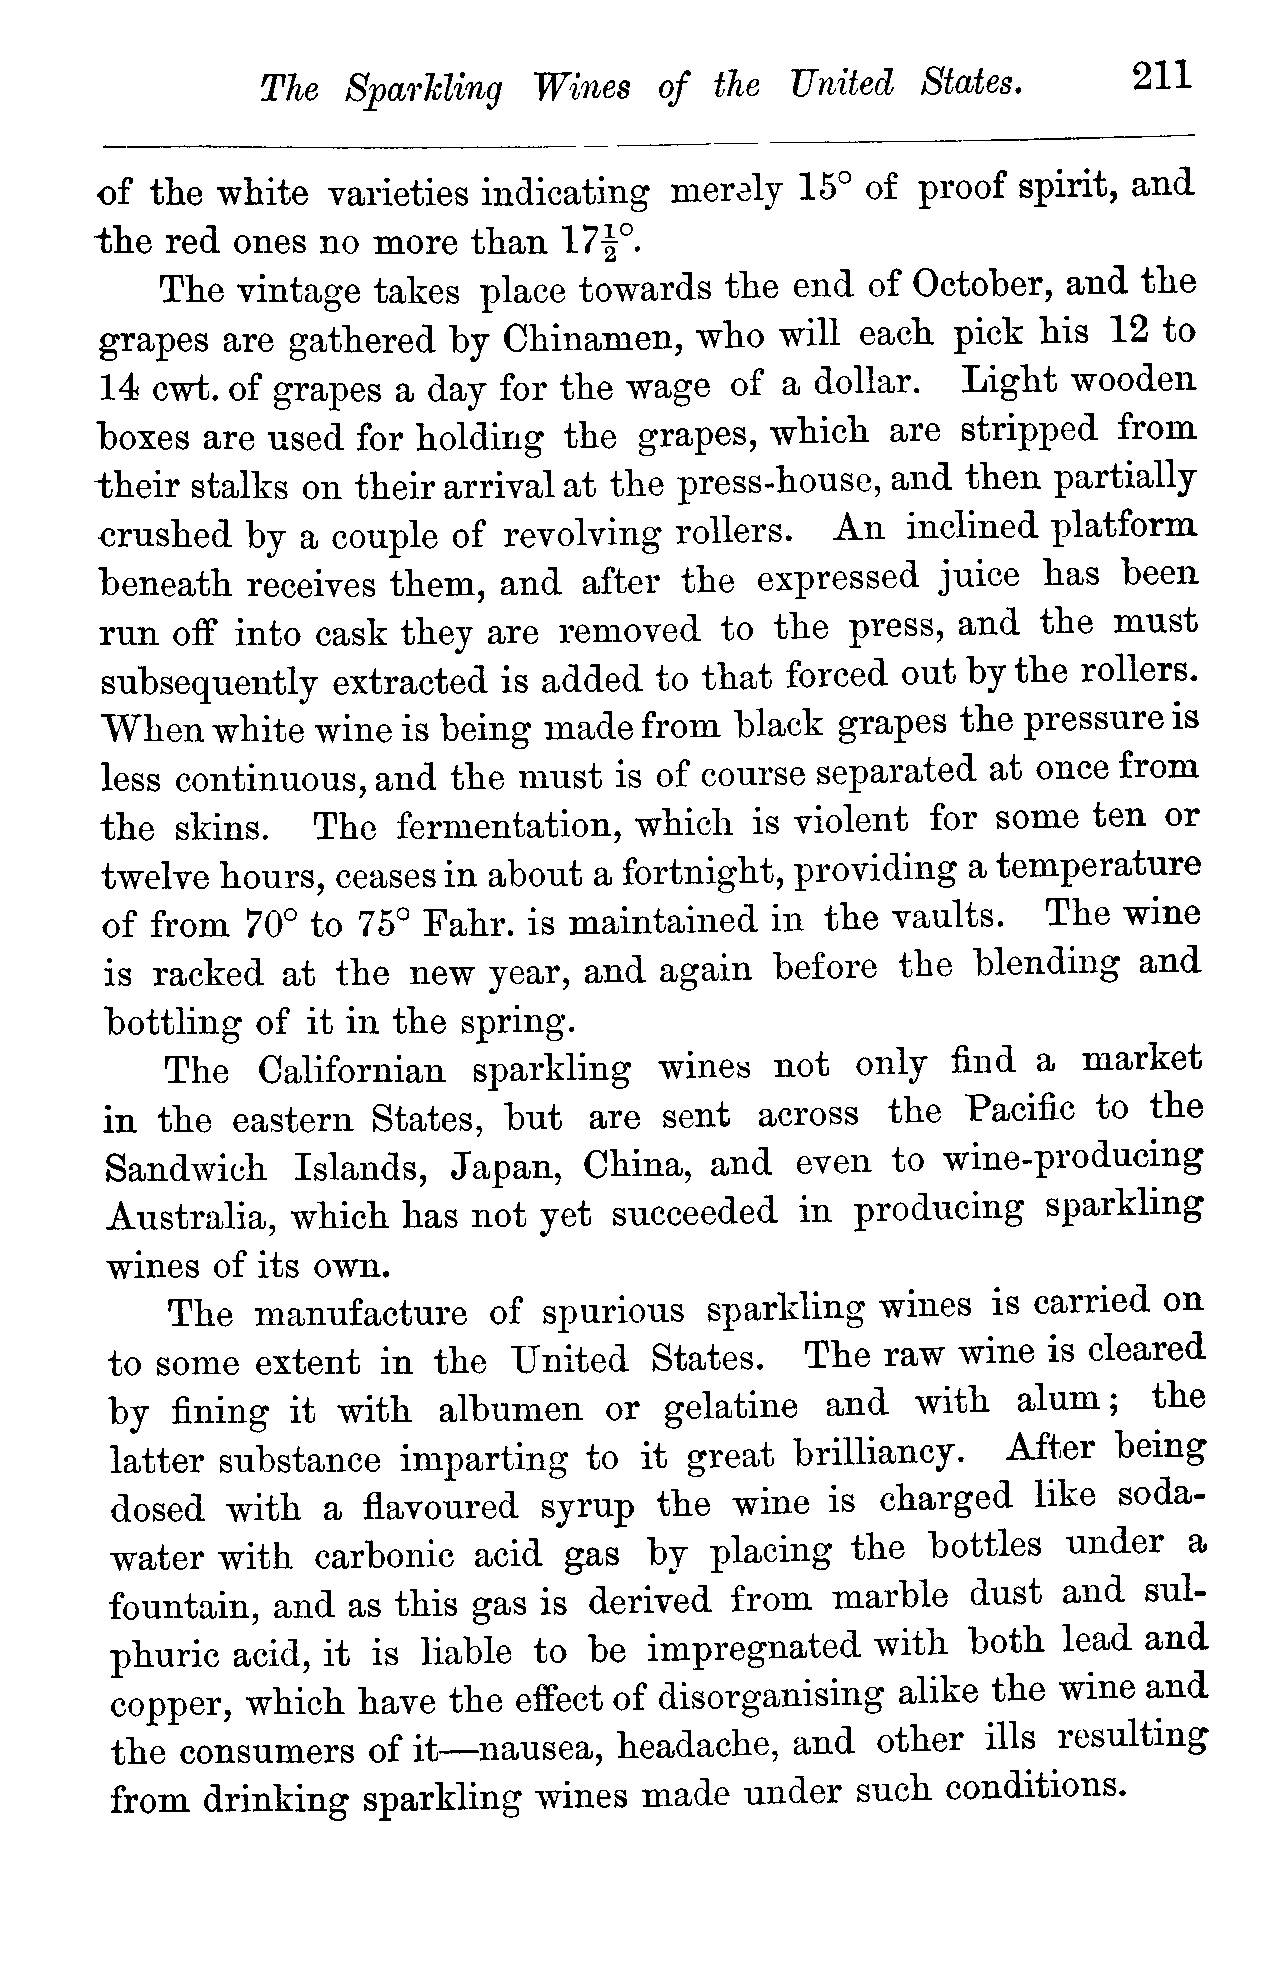 The Sparkling Wines of the United States. 211
of the white varieties indicating merely 15° of proof spirit, and
the red ones no more than 17½°.
The vintage takes place towards the end of October, and the
grapes are gathered by Chinamen, who will each pick his 12 to
14 cwt. of grapes a day for the wage of a dollar. Light wooden
boxes are used for holding the grapes, which are stripped from
their stalks on their arrival at the press-house, and then partially
crushed by a couple of revolving rollers. An inclined platform
beneath receives them, and after the expressed juice has been
run off into cask they are removed to the press, and the must
subsequently extracted is added to that forced out by the rollers.
When white wine is being made from black grapes the pressure is
less continuous, and the must is of course separated at once from
the skins. The fermentation, which is violent for some ten or
twelve hours, ceases in about a fortnight, providing a temperature
of from 70° to 75° Fahr. is maintained in the vaults. The wine
is racked at the new year, and again before the blending and
bottling of it in the spring.
The Californian sparkling wines not only find a market
in the eastern States, but are sent across the Pacific to the
Sandwich Islands, Japan, China, and even to wine-producing
Australia, which has not yet succeeded in producing sparkling
wines of its own.
The manufacture of spurious sparkling wines is carried on
to some extent in the United States. The raw wine is cleared
by fining it with albumen or gelatine and with alum; the
latter substance imparting to it great brilliancy. After being
dosed with a flavoured syrup the wine is charged like soda-
water with carbonic acid gas by placing the bottles under a
fountain, and as this gas is derived from marble dust and sul-
phuric acid, it is liable to be impregnated with both lead and
copper, which have the effect of disorganising alike the wine and
the consumers of it—nausea, headache, and other ills resulting
from drinking sparkling wines made under such conditions.